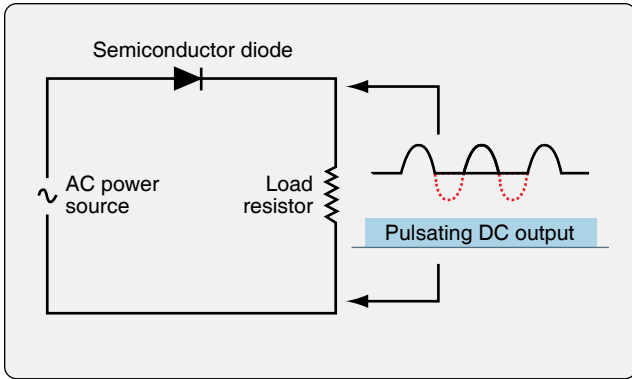 Semiconductor diode
AC power
source
Load
resistor
Pulsating DC output